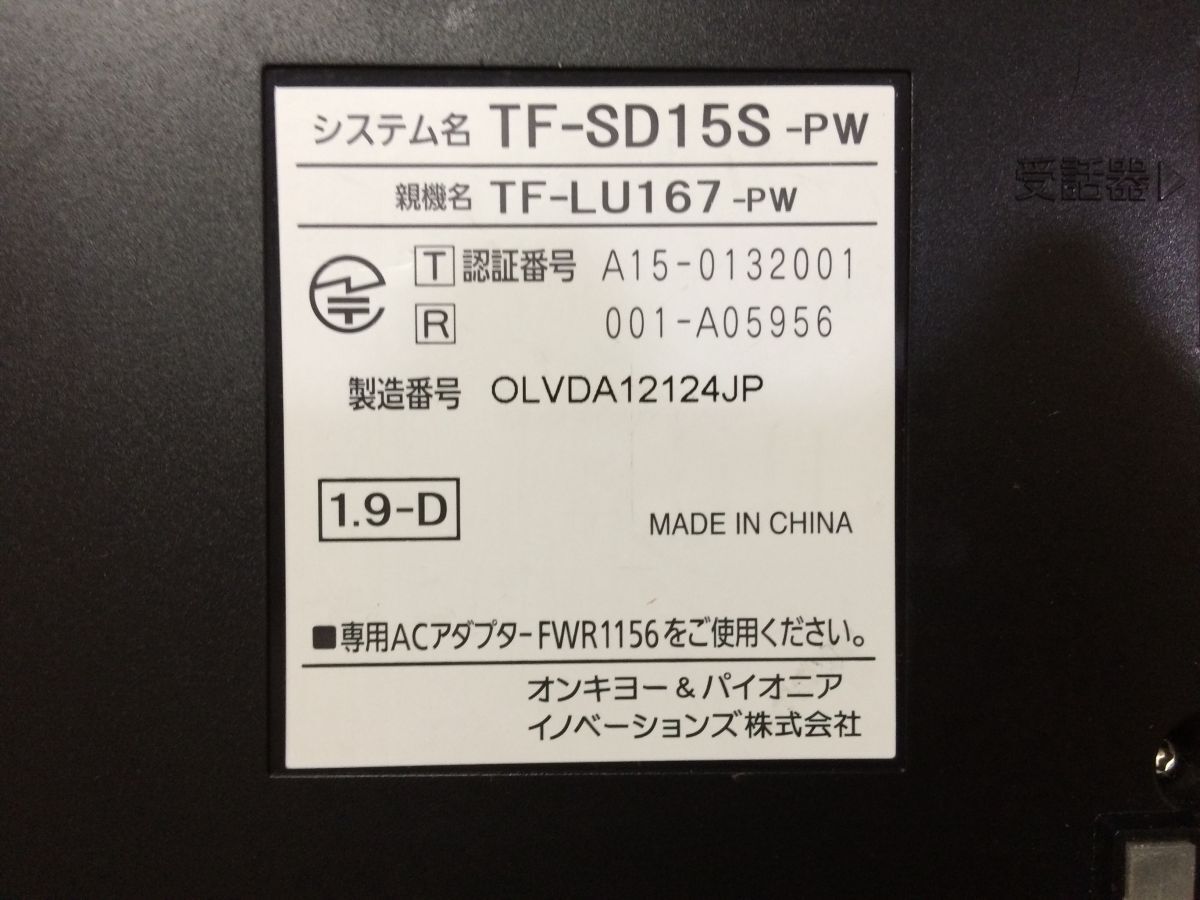 システム名 TF-SD15S -PW
親機名 TF-LU167 -PW
受話器
T 認証番号 A15-0132001
R 001-A05956
製造番号 OLVDA12124JP
1.9-D
MADE IN CHINA
■専用ACアダプターFWR1156をご使用ください。
オンキヨー&パイオニア
イノベーションズ株式会社